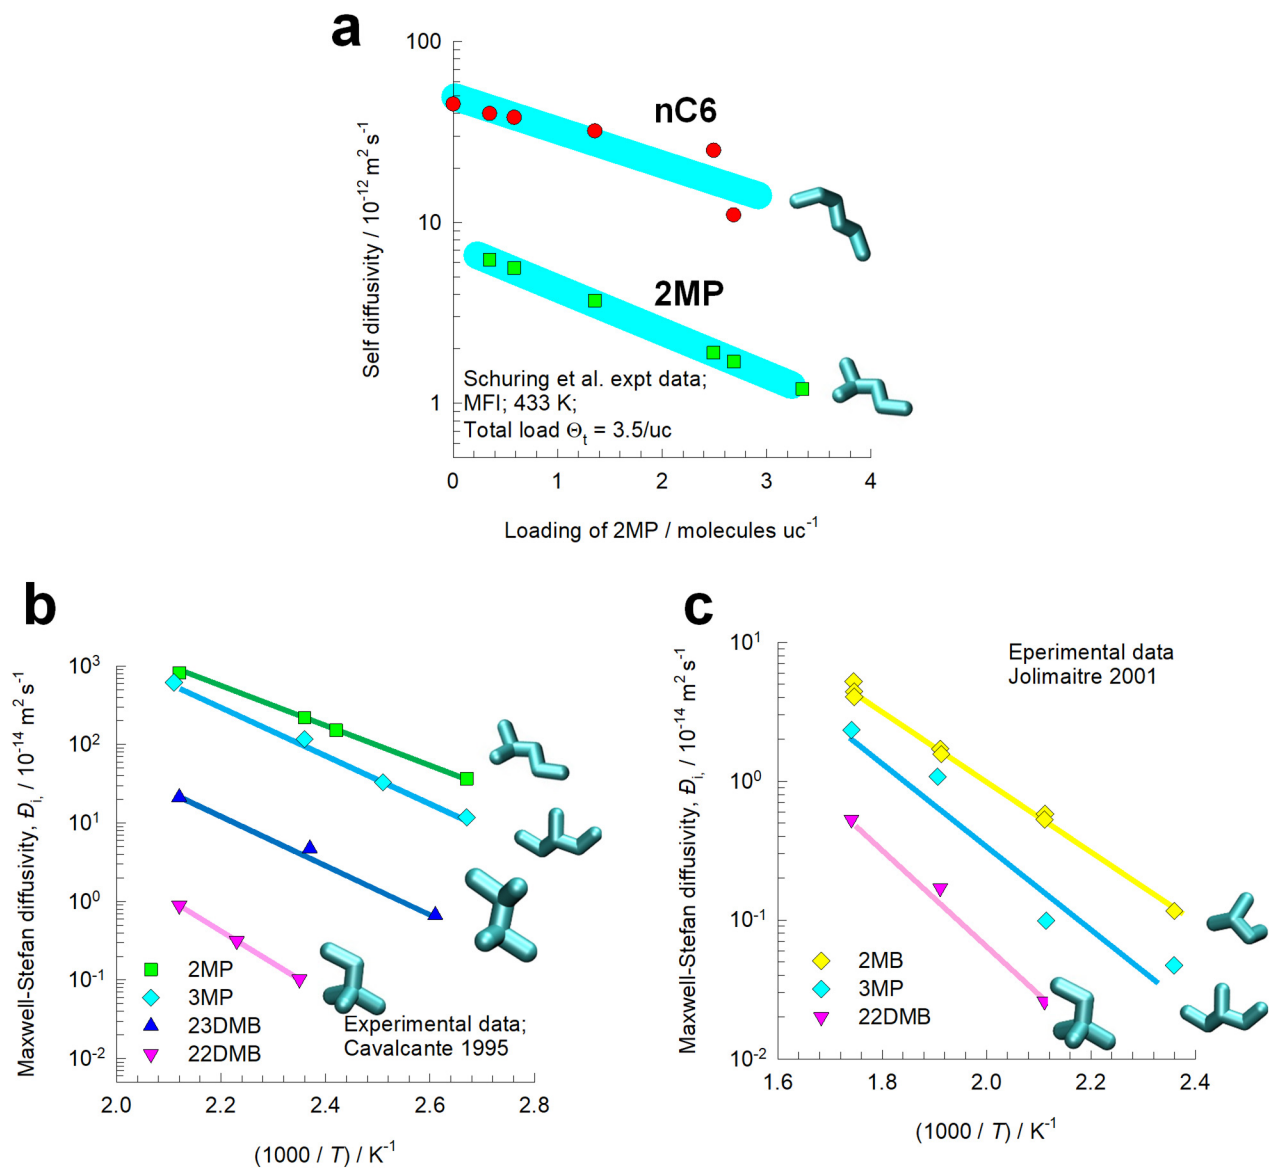 a
100
10
1
Self diffusivity / 10⁻¹² m² s⁻¹
nC6
2MP
Schuring et al. expt data;
MFI; 433 K;
Total load Θt = 3.5/uc
0 1 2 3 4
Loading of 2MP / molecules uc⁻¹
b
10³
10²
10¹
10⁰
10⁻¹
10⁻²
Maxwell-Stefan diffusivity, Đi, / 10⁻¹⁴ m² s⁻¹
2MP
3MP
23DMB
22DMB
Experimental data;
Cavalcante 1995
2.0 2.2 2.4 2.6 2.8
(1000 / T) / K⁻¹
c
10¹
10⁰
10⁻¹
10⁻²
Maxwell-Stefan diffusivity, Đi, / 10⁻¹⁴ m² s⁻¹
Eperimental data
Jolimaitre 2001
2MB
3MP
22DMB
1.6 1.8 2.0 2.2 2.4
(1000 / T) / K⁻¹